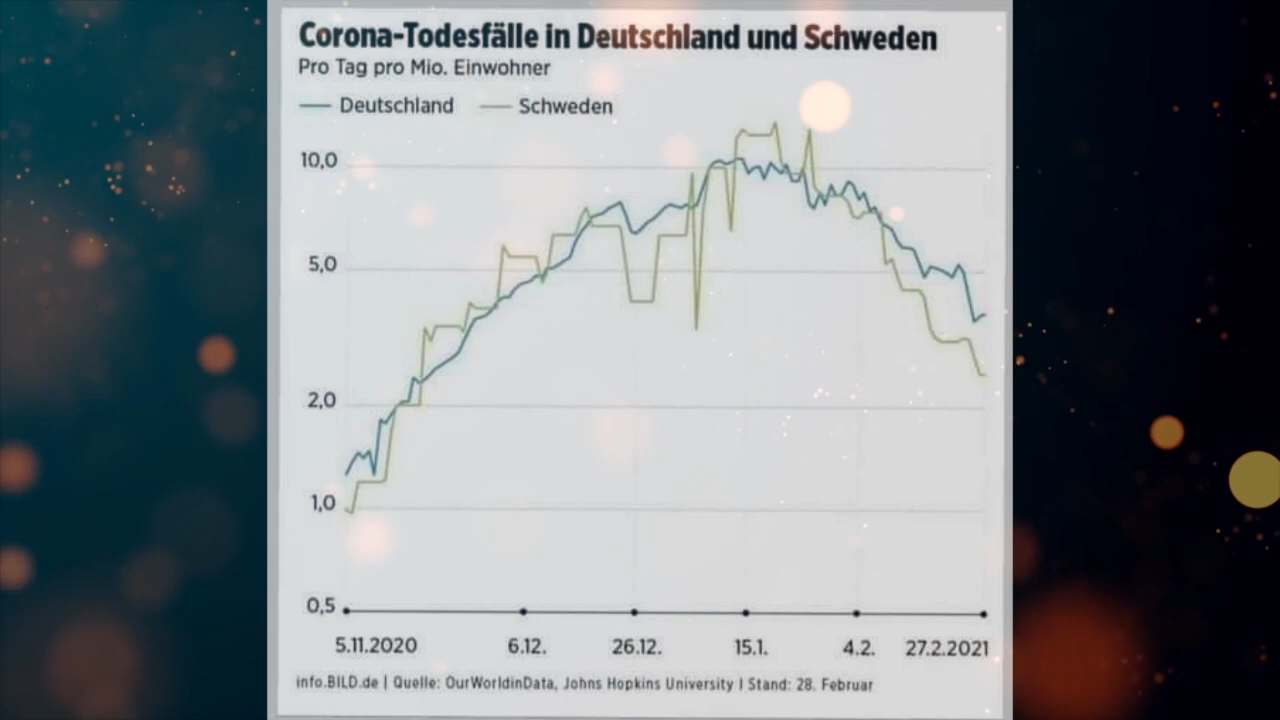 Corona-Todesfälle in Deutschland und Schweden
Pro Tag pro Mio. Einwohner
Deutschland Schweden
10,0
5,0
2,0
1,0
0,5
5.11.2020 6.12. 26.12. 15.1. 4.2. 27.2.2021
info.BILD.de | Quelle: OurWorldinData, Johns Hopkins University | Stand: 28. Februar